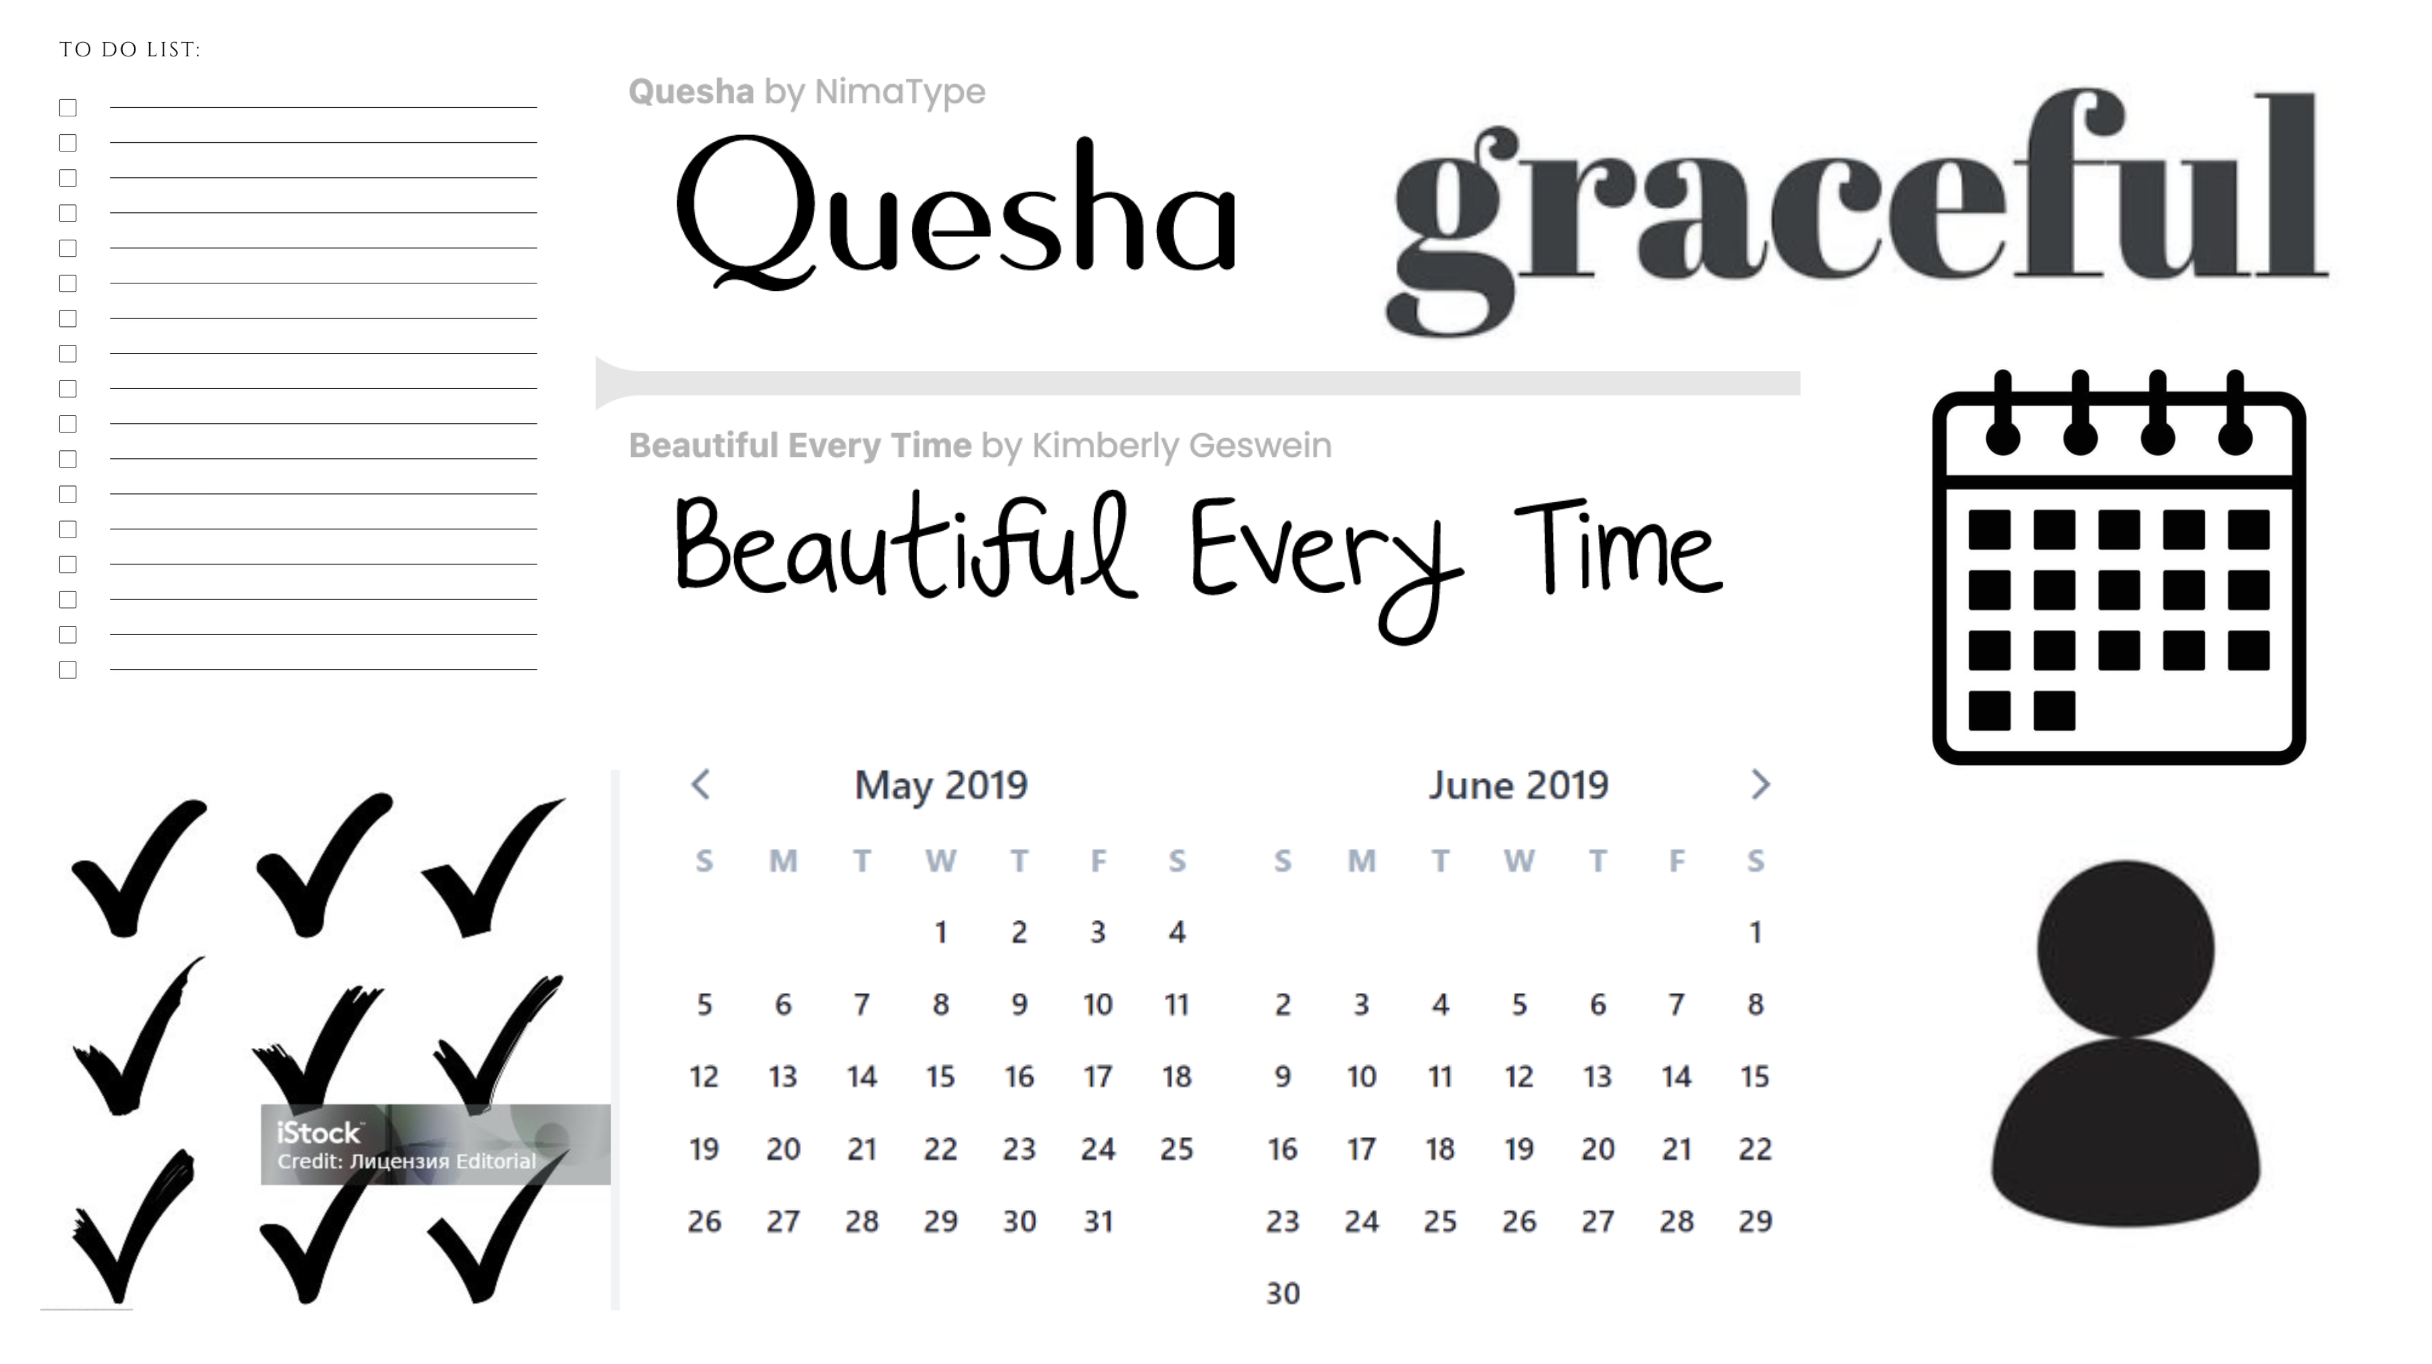 TO DO LIST:
Quesha by NimaType
Quesha
graceful
Beautiful Every Time by Kimberly Geswein
Beautiful Every Time
May 2019
S M T W T F S
1 2 3 4
5 6 7 8 9 10 11
12 13 14 15 16 17 18
19 20 21 22 23 24 25
26 27 28 29 30 31
June 2019
S M T W T F S
1
2 3 4 5 6 7 8
9 10 11 12 13 14 15
16 17 18 19 20 21 22
23 24 25 26 27 28 29
30
iStock™
Credit: Лицензия Editorial